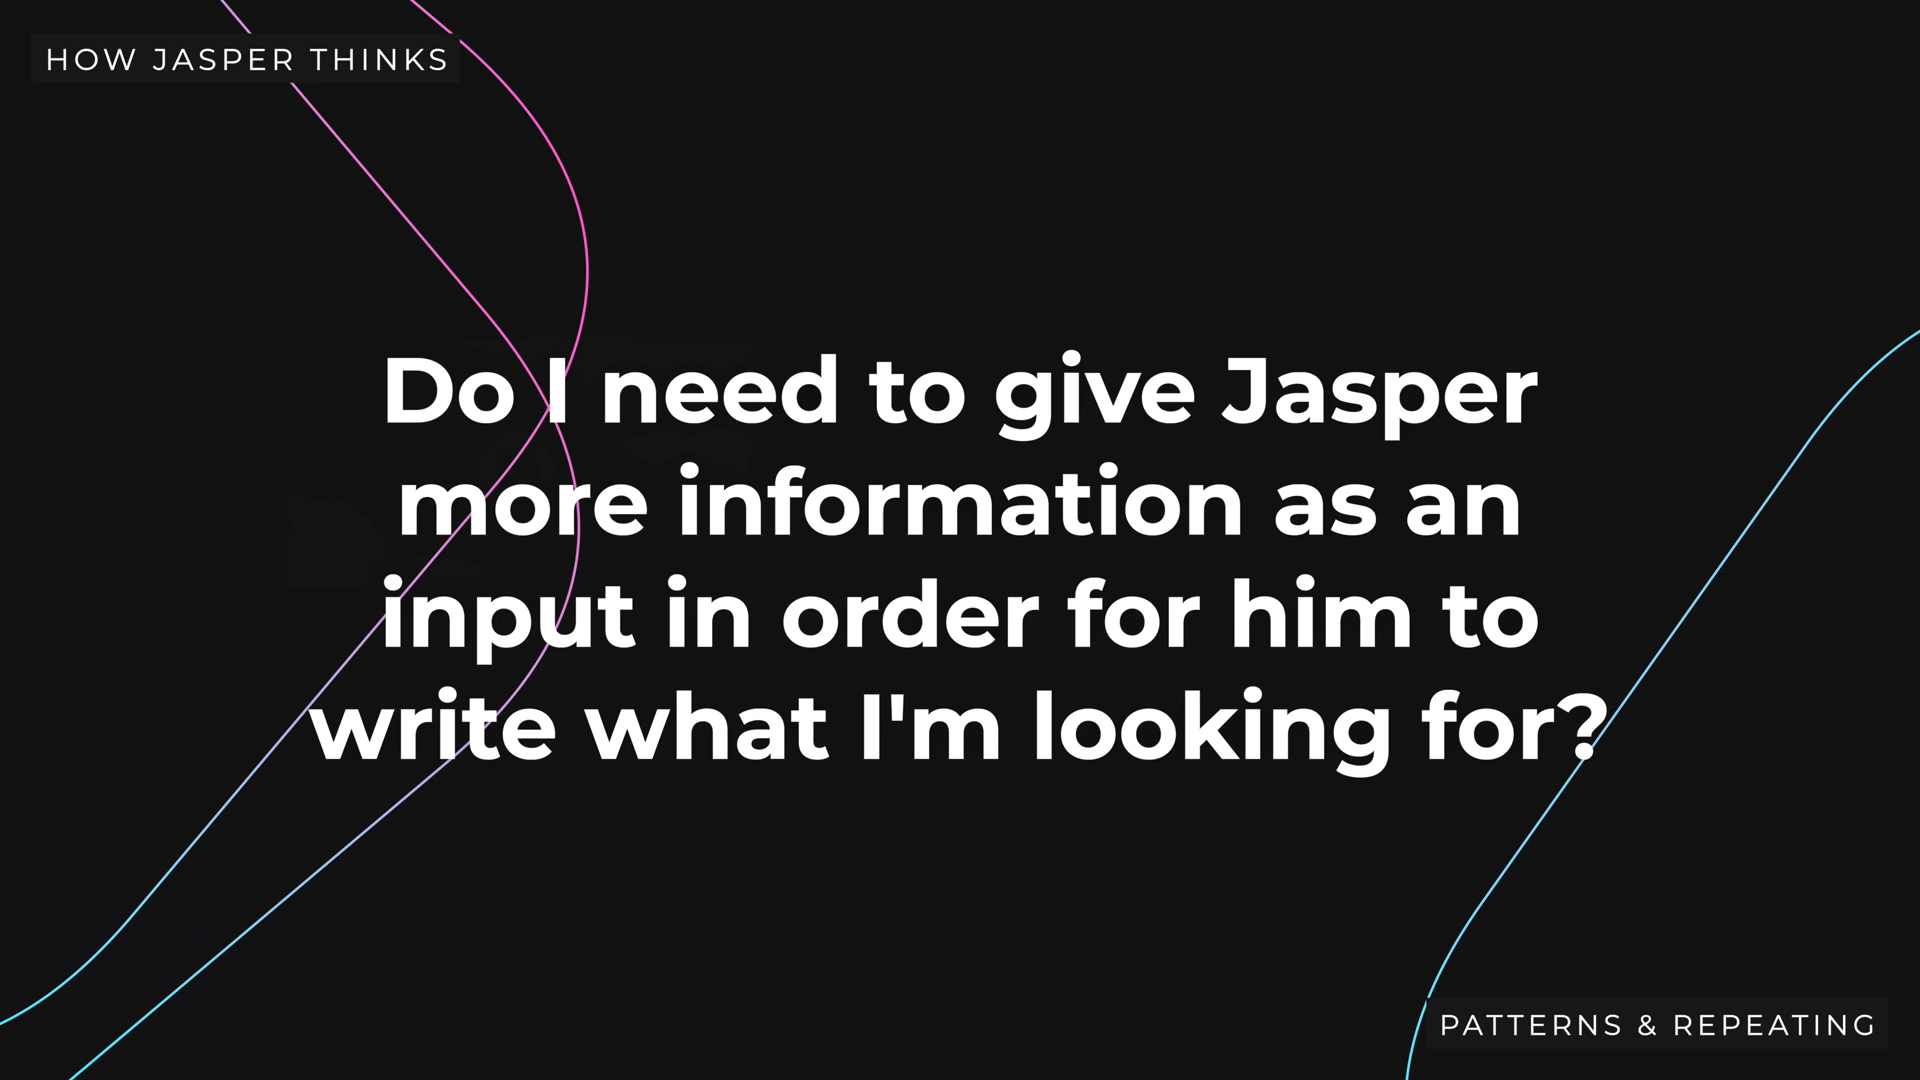 HOW JASPER THINKS
Do I need to give Jasper
more information as an
input in order for him to
write what I'm looking for?
PATTERNS & REPEATING